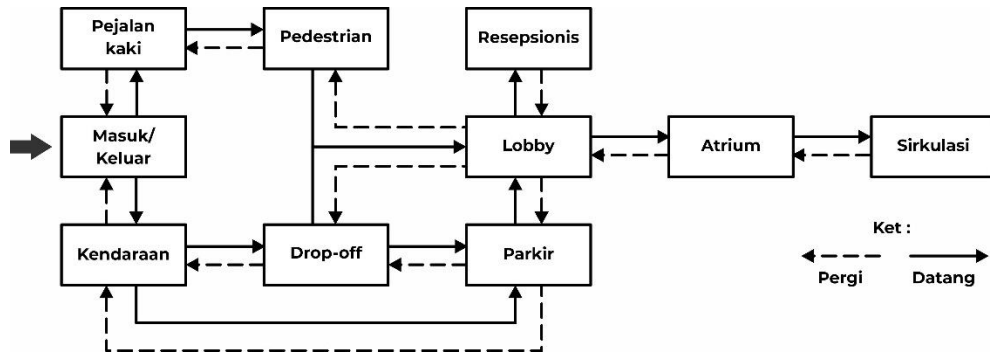 Pejalan
kaki
Pedestrian
Resepsionis
Masuk/
Keluar
Lobby
Atrium
Sirkulasi
Kendaraan
Drop-off
Parkir
Ket :
Pergi
Datang